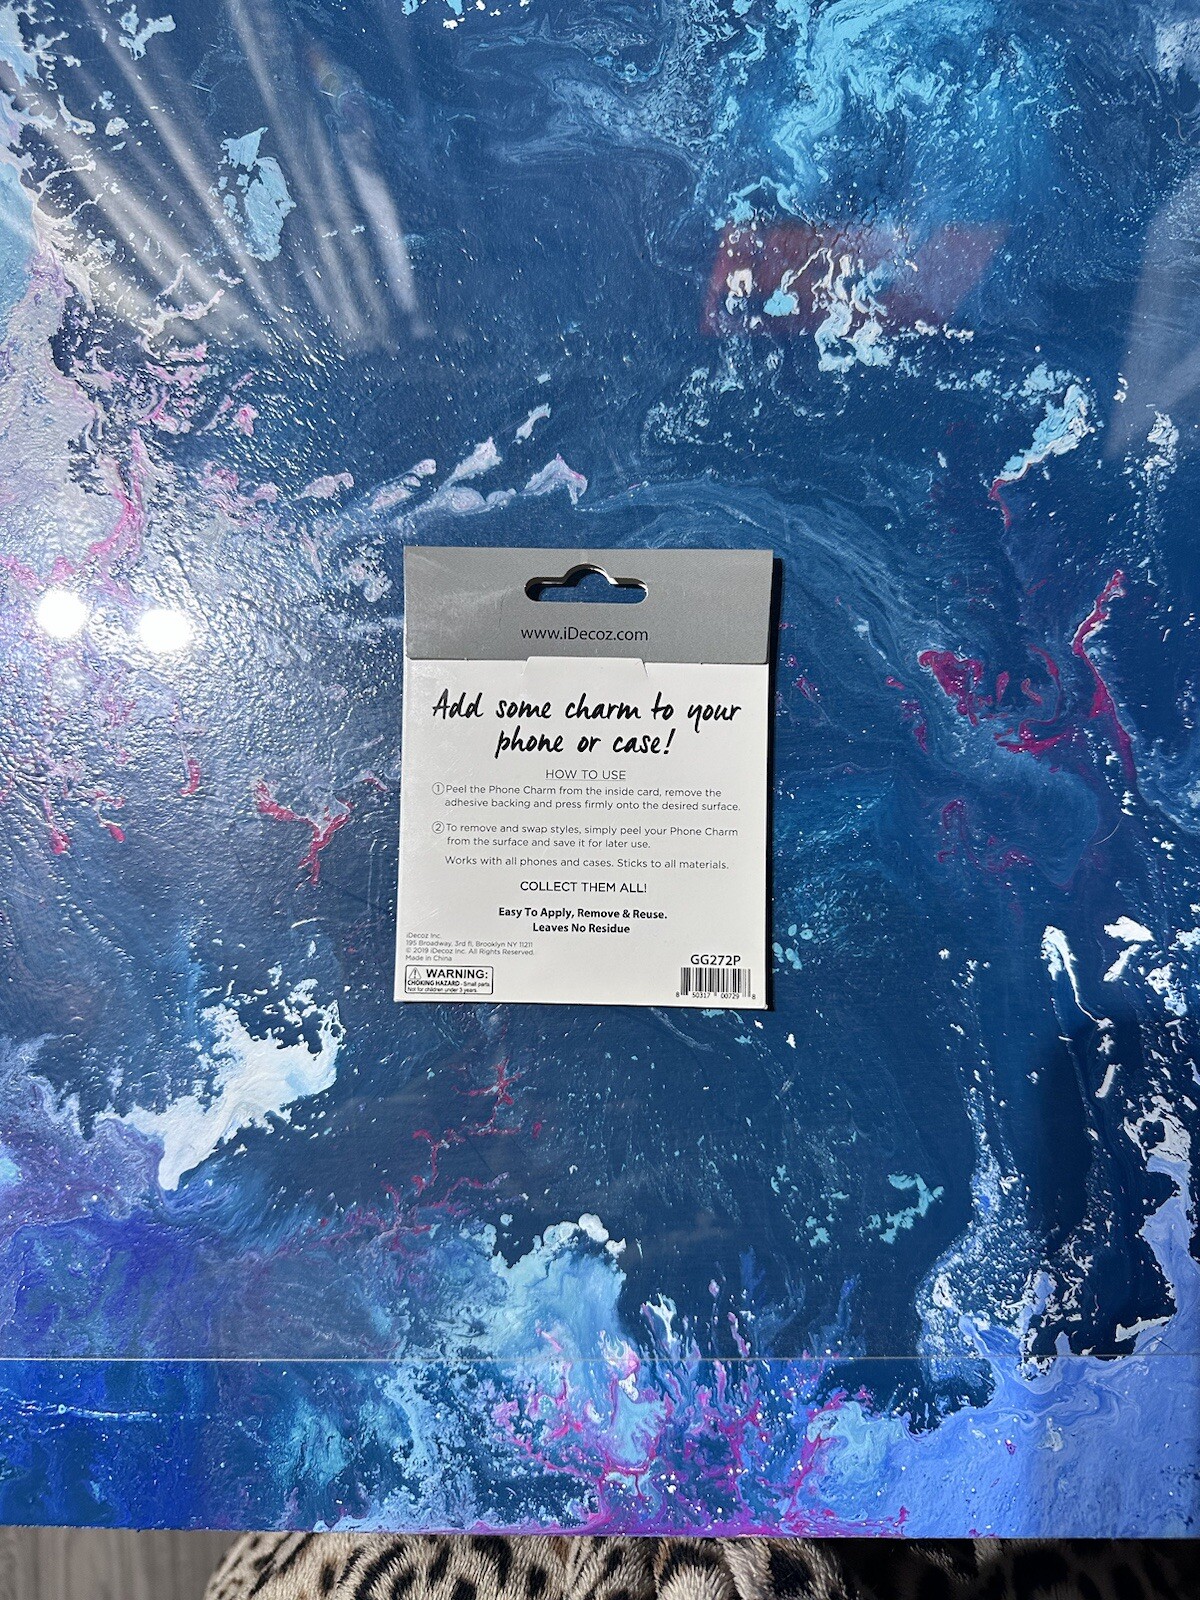 www.iDecoz.com
Add some charm to your
phone or case!
HOW TO USE
① Peel the Phone Charm from the inside card, remove the
adhesive backing and press firmly onto the desired surface.
② To remove and swap styles, simply peel your Phone Charm
from the surface and save it for later use.
Works with all phones and cases. Sticks to all materials.
COLLECT THEM ALL!
Easy To Apply, Remove & Reuse.
Leaves No Residue
iDecoz Inc.
195 Broadway, 3rd fl, Brooklyn NY 11211
© 2019 iDecoz Inc. All Rights Reserved.
Made in China
WARNING:
CHOKING HAZARD - Small parts.
Not for children under 3 years.
GG272P
8 50317 00729 8